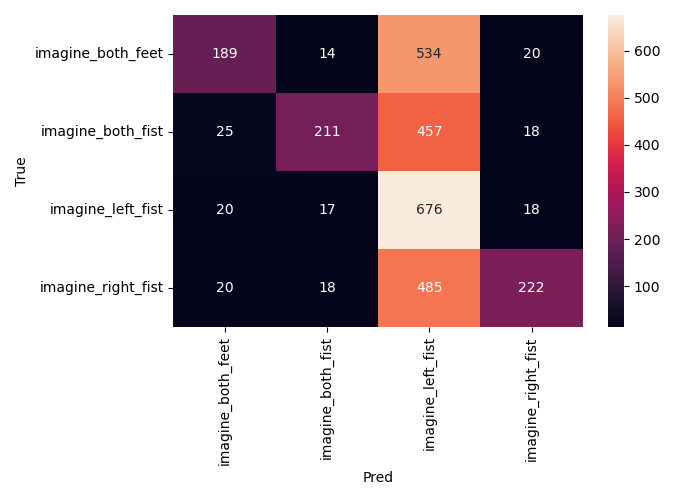 imagine_both_feet 189 14 534 20
imagine_both_fist 25 211 457 18
imagine_left_fist 20 17 676 18
imagine_right_fist 20 18 485 222
True
imagine_both_feet
imagine_both_fist
imagine_left_fist
imagine_right_fist
Pred
600
500
400
300
200
100